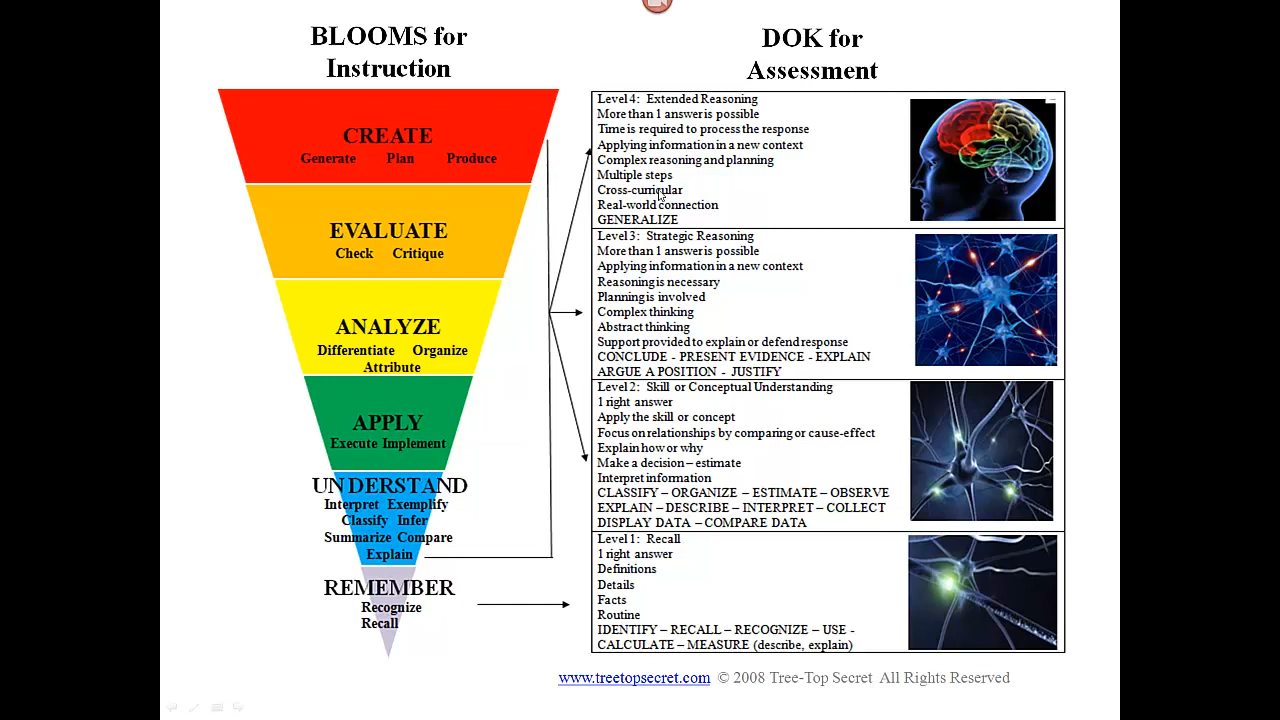 BLOOMS for
Instruction
CREATE
Generate Plan Produce
EVALUATE
Check Critique
ANALYZE
Differentiate Organize
Attribute
APPLY
Execute Implement
UNDERSTAND
Interpret Exemplify
Classify Infer
Summarize Compare
Explain
REMEMBER
Recognize
Recall
DOK for
Assessment
Level 4: Extended Reasoning
More than 1 answer is possible
Time is required to process the response
Applying information in a new context
Complex reasoning and planning
Multiple steps
Cross-curricular
Real-world connection
GENERALIZE
Level 3: Strategic Reasoning
More than 1 answer is possible
Applying information in a new context
Reasoning is necessary
Planning is involved
Complex thinking
Abstract thinking
Support provided to explain or defend response
CONCLUDE - PRESENT EVIDENCE - EXPLAIN
ARGUE A POSITION - JUSTIFY
Level 2: Skill or Conceptual Understanding
1 right answer
Apply the skill or concept
Focus on relationships by comparing or cause-effect
Explain how or why
Make a decision – estimate
Interpret information
CLASSIFY – ORGANIZE – ESTIMATE – OBSERVE
EXPLAIN – DESCRIBE – INTERPRET – COLLECT
DISPLAY DATA – COMPARE DATA
Level 1: Recall
1 right answer
Definitions
Details
Facts
Routine
IDENTIFY – RECALL – RECOGNIZE – USE -
CALCULATE – MEASURE (describe, explain)
www.treetopsecret.com © 2008 Tree-Top Secret All Rights Reserved